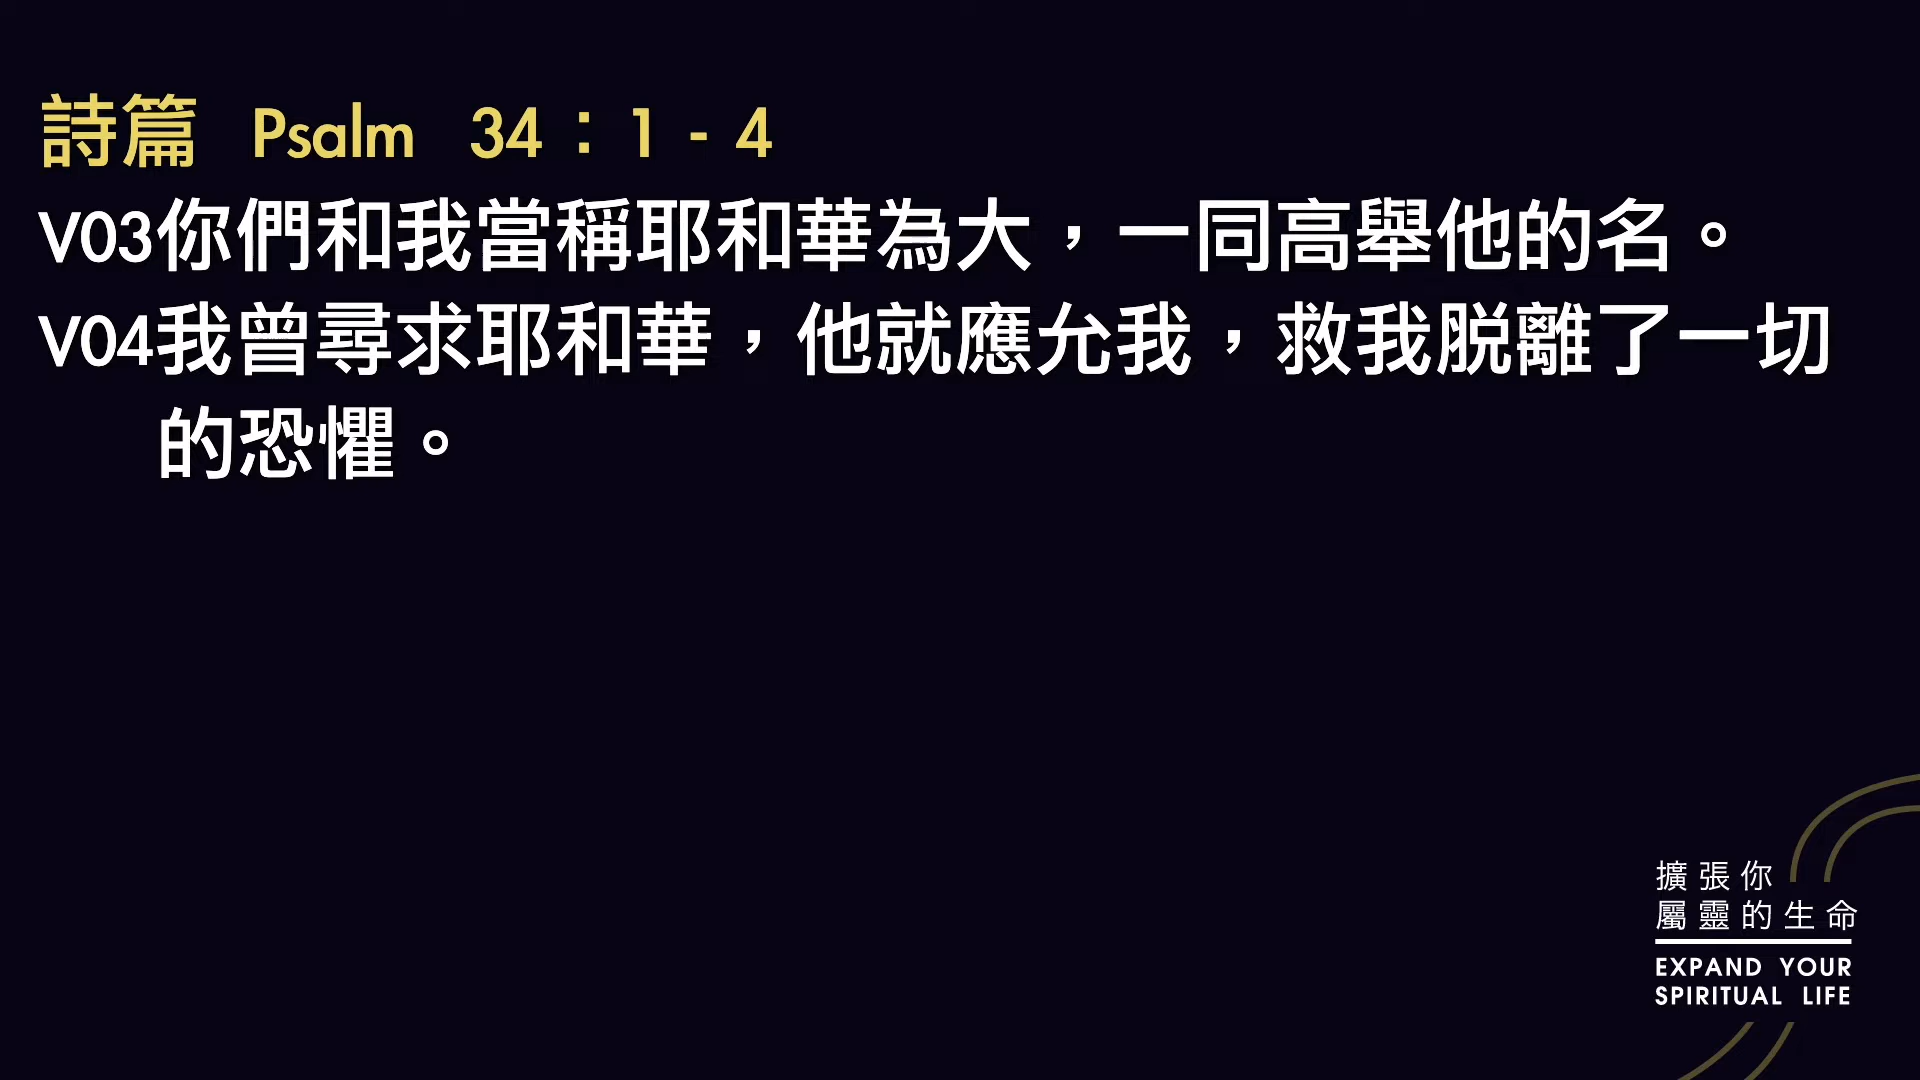 詩篇 Psalm 34：1 - 4
V03你們和我當稱耶和華為大，一同高舉他的名。
V04我曾尋求耶和華，他就應允我，救我脫離了一切
的恐懼。
擴張你
屬靈的生命
EXPAND YOUR
SPIRITUAL LIFE